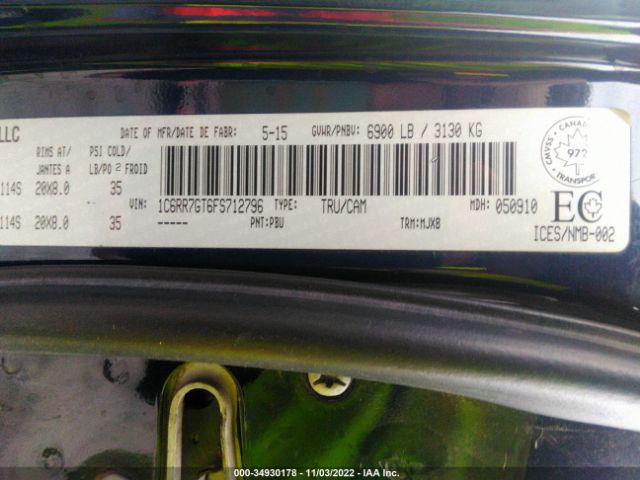 LLC
DATE OF MFR/DATE DE FABR: 5-15 GVWR/PNBV: 6900 LB / 3130 KG
RIMS AT/ PSI COLD/
JANTES A LB/PO 2 FROID
114S 20X8.0 35
VIN: 1C6RR7GT6FS712796 TYPE: TRU/CAM MDH: 050910
114S 20X8.0 35 ----- PNT:PBU TRM:MJX8
CMVSS CANADA
972
TRANSPORT
EC
ICES/NMB-002
000-34930178 - 11/03/2022 - IAA Inc.